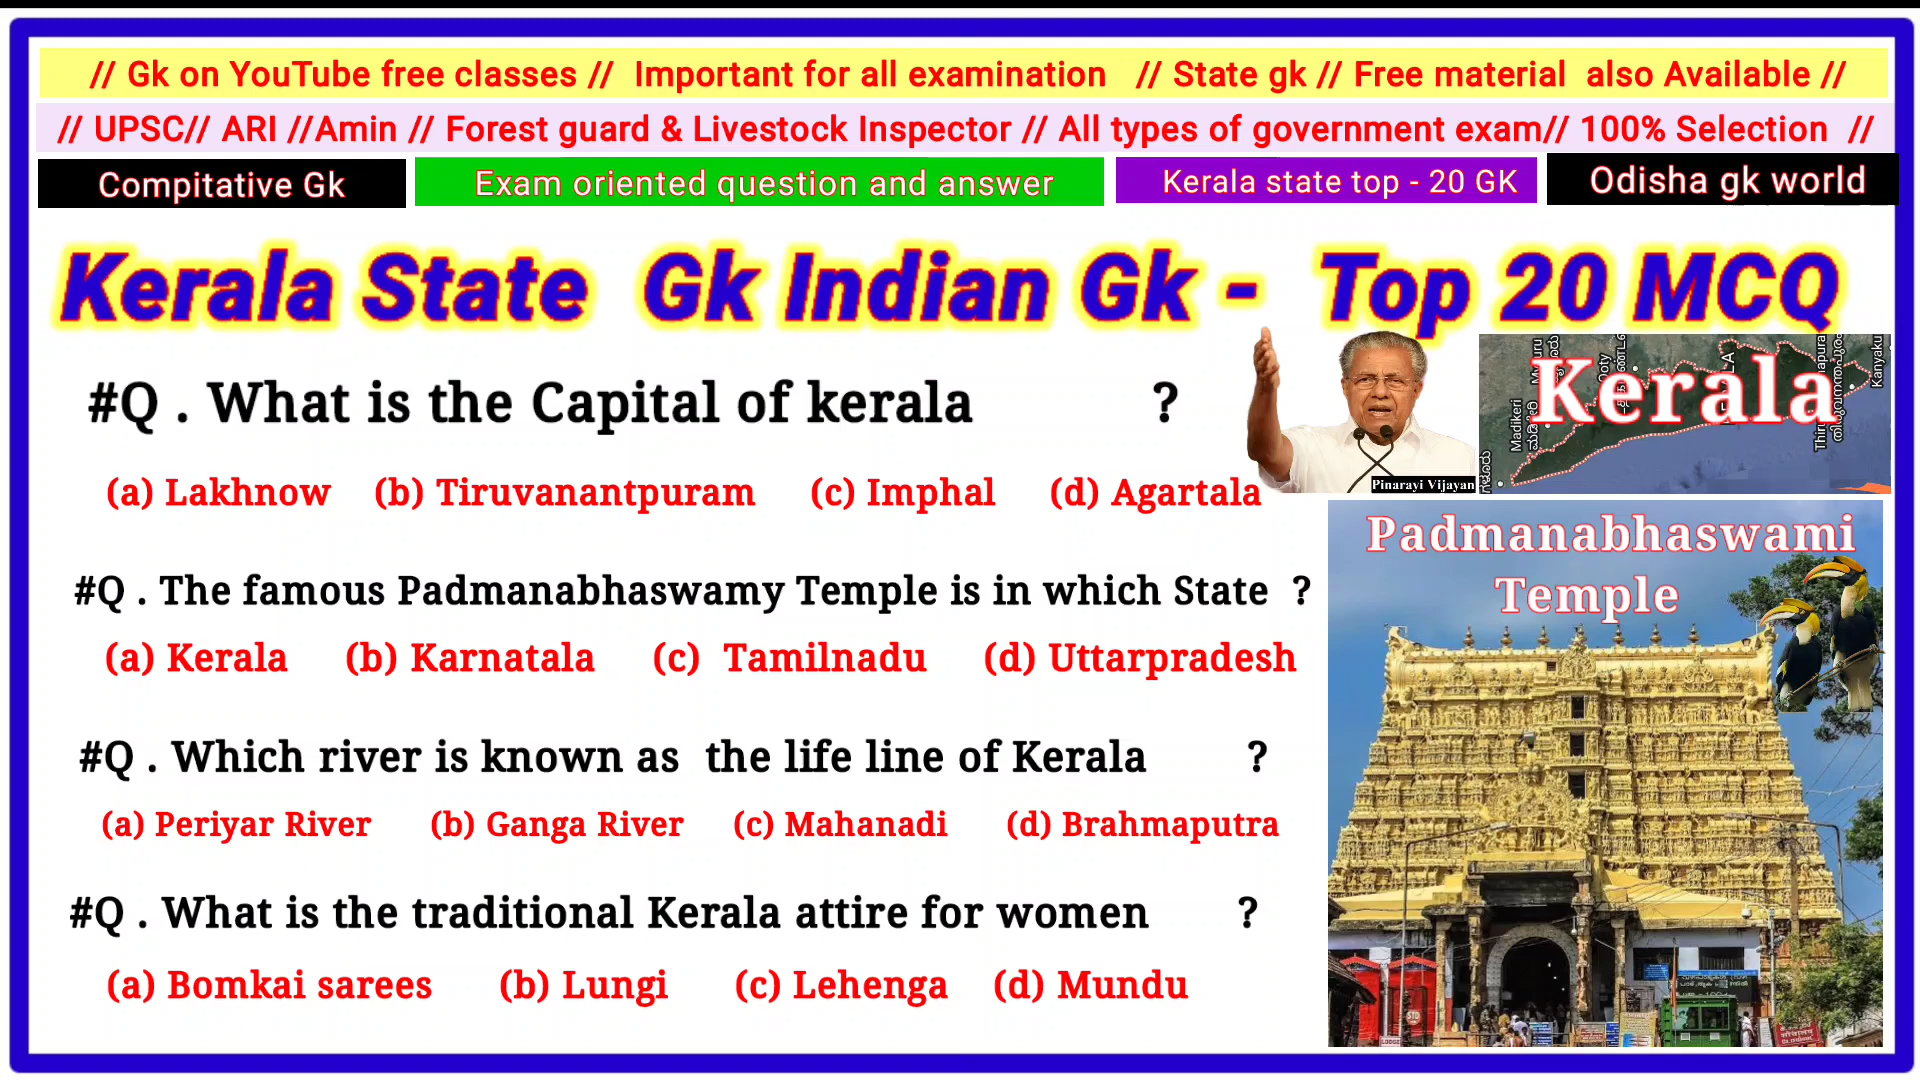 // Gk on YouTube free classes // Important for all examination // State gk // Free material also Available //
// UPSC// ARI //Amin // Forest guard & Livestock Inspector // All types of government exam// 100% Selection //
Compitative Gk
Exam oriented question and answer
Kerala state top - 20 GK
Odisha gk world
Kerala State Gk Indian Gk - Top 20 MCQ
#Q . What is the Capital of kerala ?
(a) Lakhnow (b) Tiruvanantpuram (c) Imphal (d) Agartala
Pinarayi Vijayan
Kerala
Madikeri
Ooty
Kanyaku
Padmanabhaswami
Temple
#Q . The famous Padmanabhaswamy Temple is in which State ?
(a) Kerala (b) Karnatala (c) Tamilnadu (d) Uttarpradesh
#Q . Which river is known as the life line of Kerala ?
(a) Periyar River (b) Ganga River (c) Mahanadi (d) Brahmaputra
#Q . What is the traditional Kerala attire for women ?
(a) Bomkai sarees (b) Lungi (c) Lehenga (d) Mundu
STD
LODGE